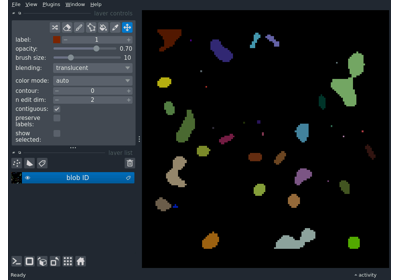 File View Plugins Window Help
layer controls
label: 1
opacity: 0.70
brush size: 10
blending: translucent
color mode: auto
contour: 0
n edit dim: 2
contiguous:
preserve
labels:
show
selected:
layer list
blob ID
Ready activity